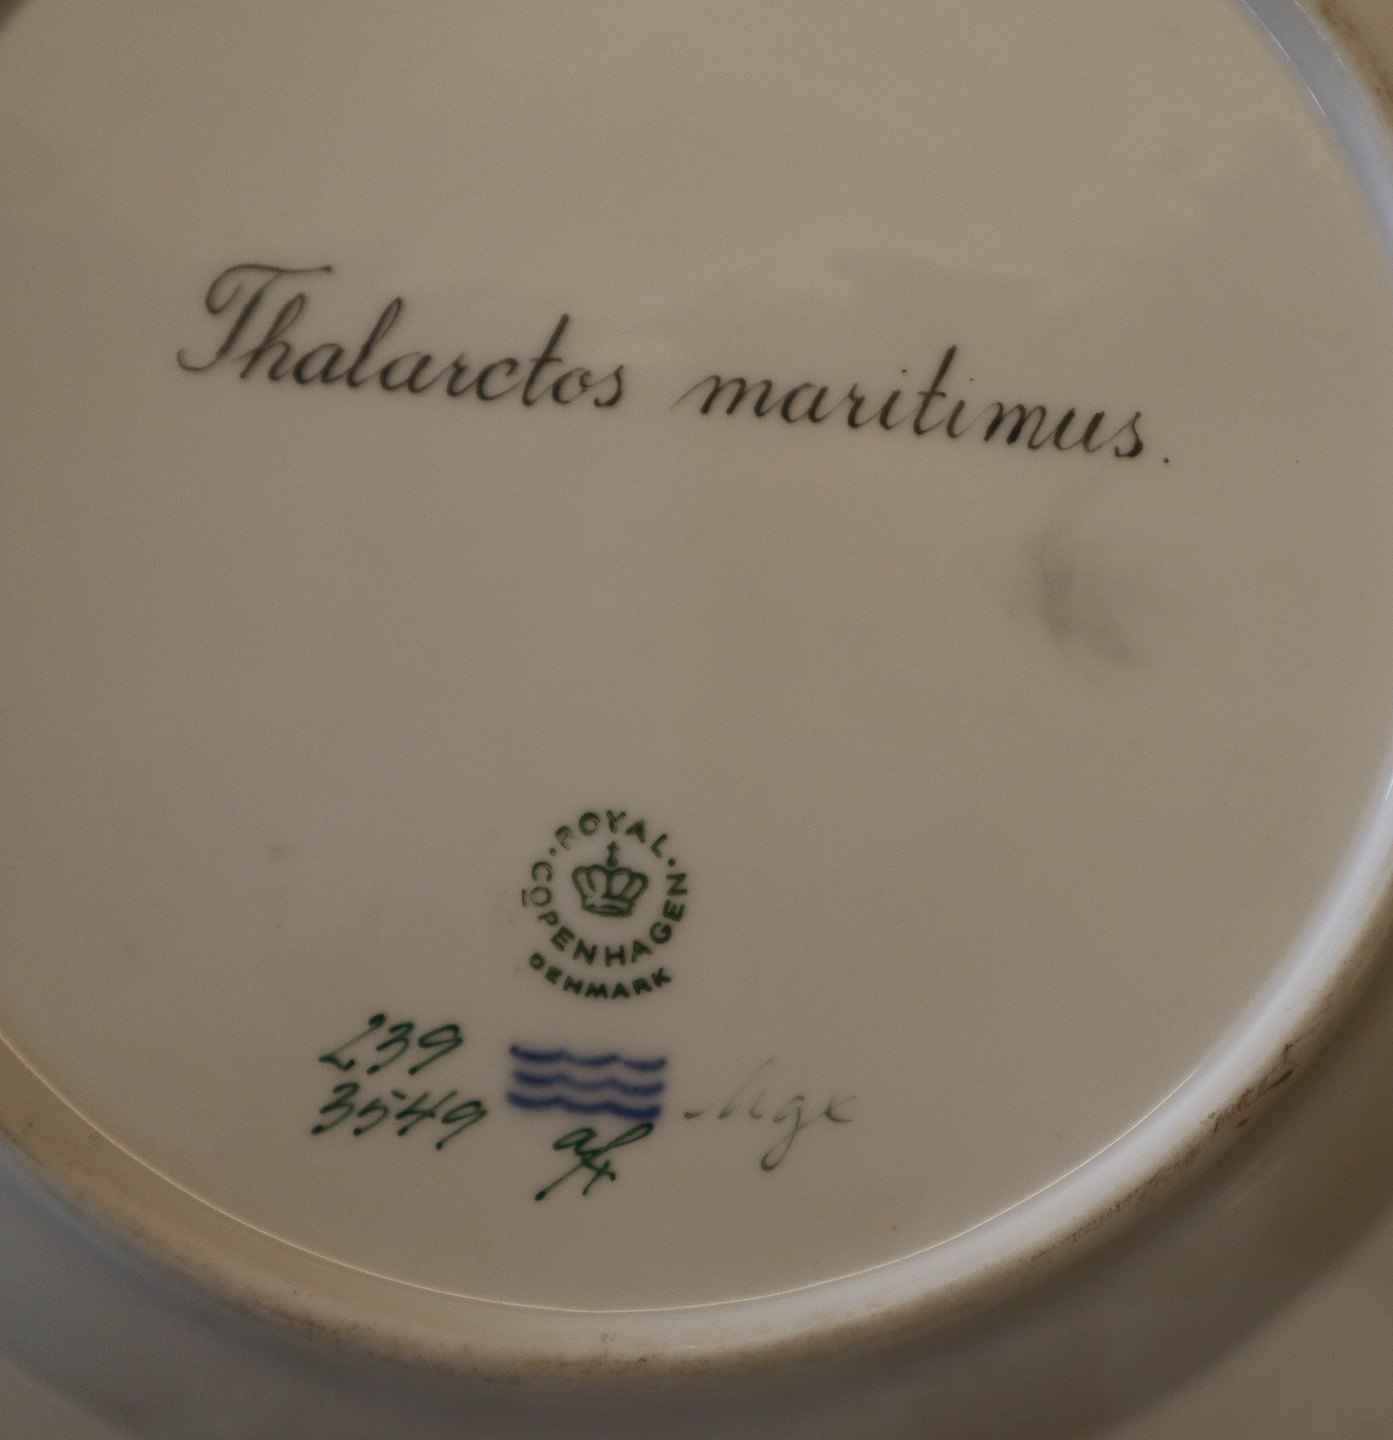 Thalarctos maritimus.
ROYAL · COPENHAGEN ·
DENMARK
239
3549